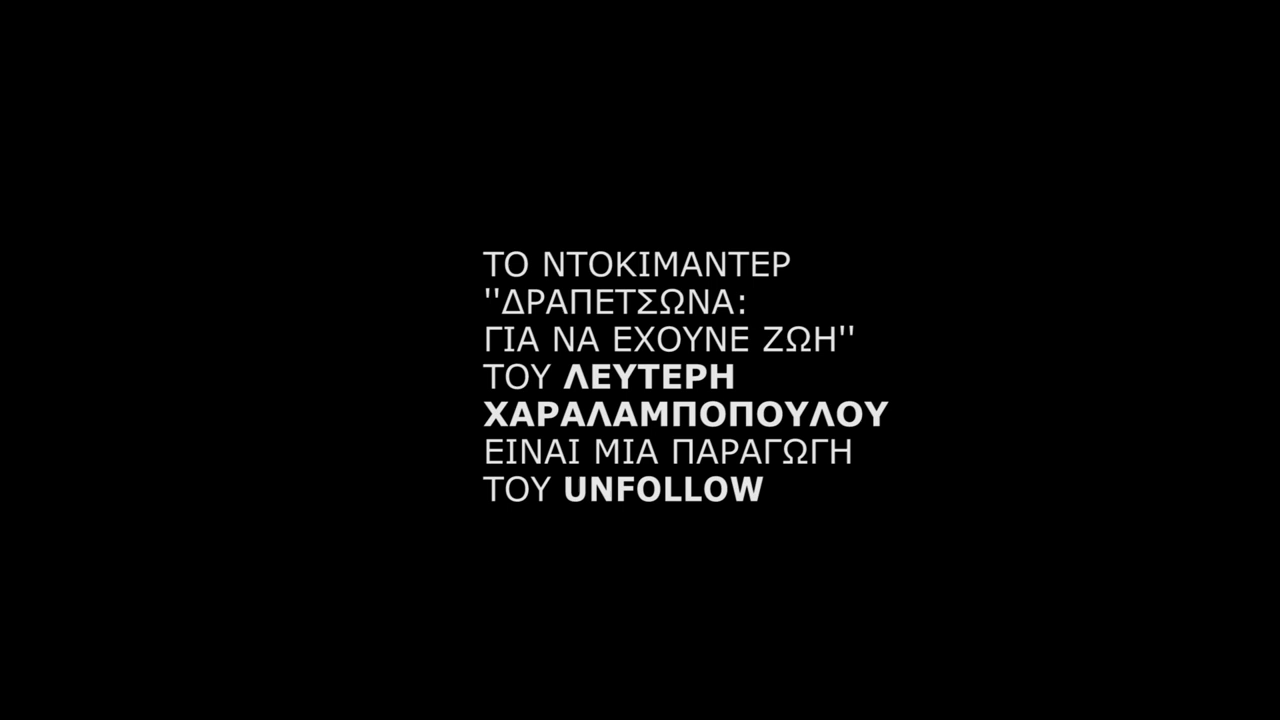 ΤΟ ΝΤΟΚΙΜΑΝΤΕΡ
''ΔΡΑΠΕΤΣΩΝΑ:
ΓΙΑ ΝΑ ΕΧΟΥΝΕ ΖΩΗ''
ΤΟΥ ΛΕΥΤΕΡΗ
ΧΑΡΑΛΑΜΠΟΠΟΥΛΟΥ
ΕΙΝΑΙ ΜΙΑ ΠΑΡΑΓΩΓΗ
ΤΟΥ UNFOLLOW